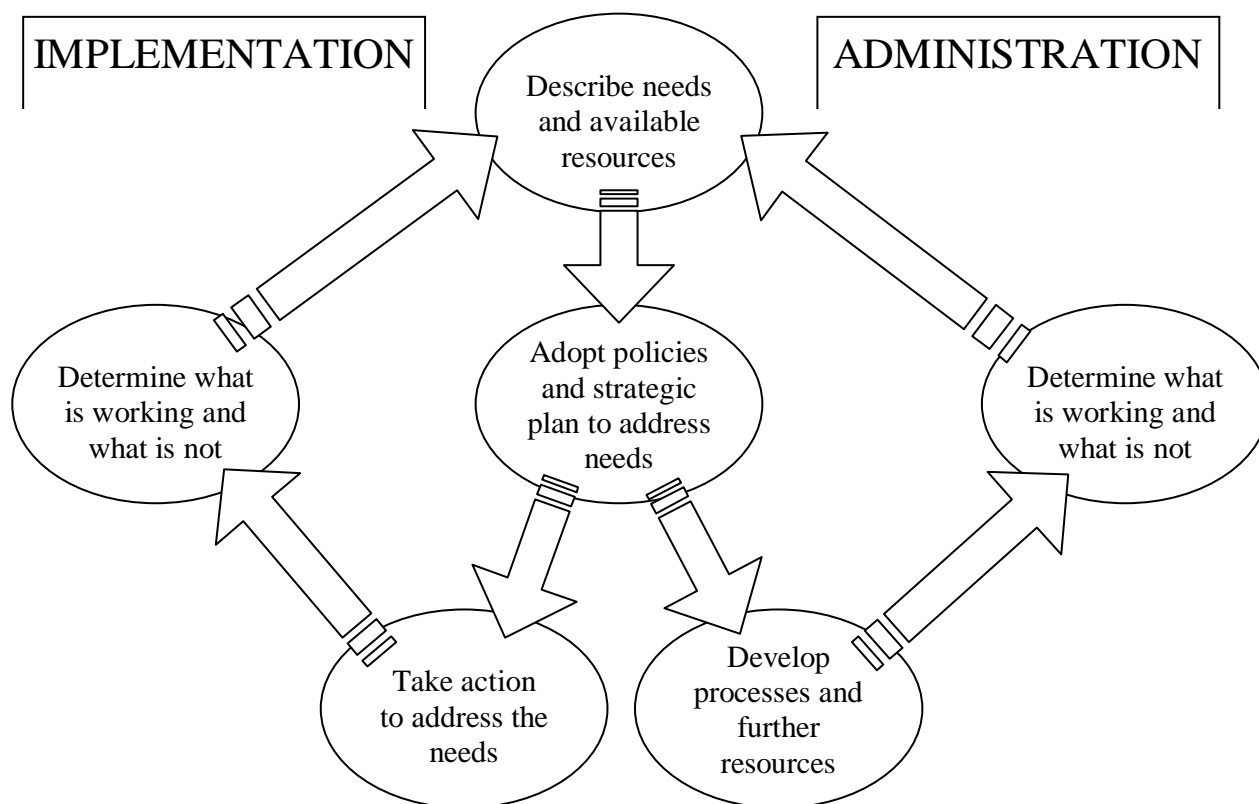 IMPLEMENTATION
ADMINISTRATION
Describe needs
and available
resources
Adopt policies
and strategic
plan to address
needs
Determine what
is working and
what is not
Determine what
is working and
what is not
Take action
to address the
needs
Develop
processes and
further
resources